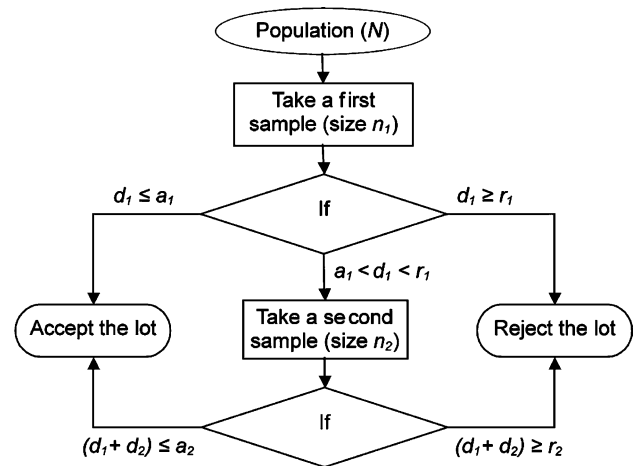 Population (N)
Take a first
sample (size n₁)
d₁ ≤ a₁
If
d₁ ≥ r₁
a₁ < d₁ < r₁
Accept the lot
Take a second
sample (size n₂)
Reject the lot
(d₁+ d₂) ≤ a₂
If
(d₁+ d₂) ≥ r₂